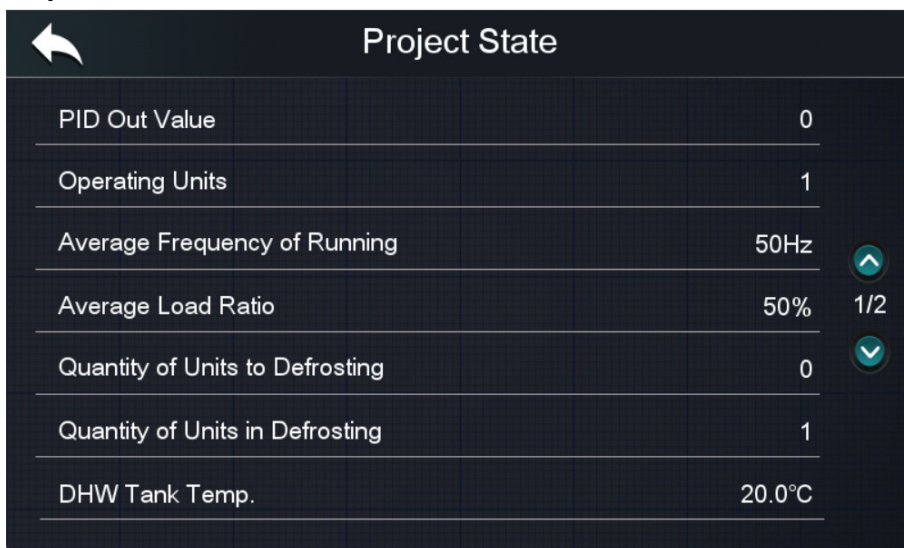 Project State
PID Out Value 0
Operating Units 1
Average Frequency of Running 50Hz
Average Load Ratio 50% 1/2
Quantity of Units to Defrosting 0
Quantity of Units in Defrosting 1
DHW Tank Temp. 20.0°C